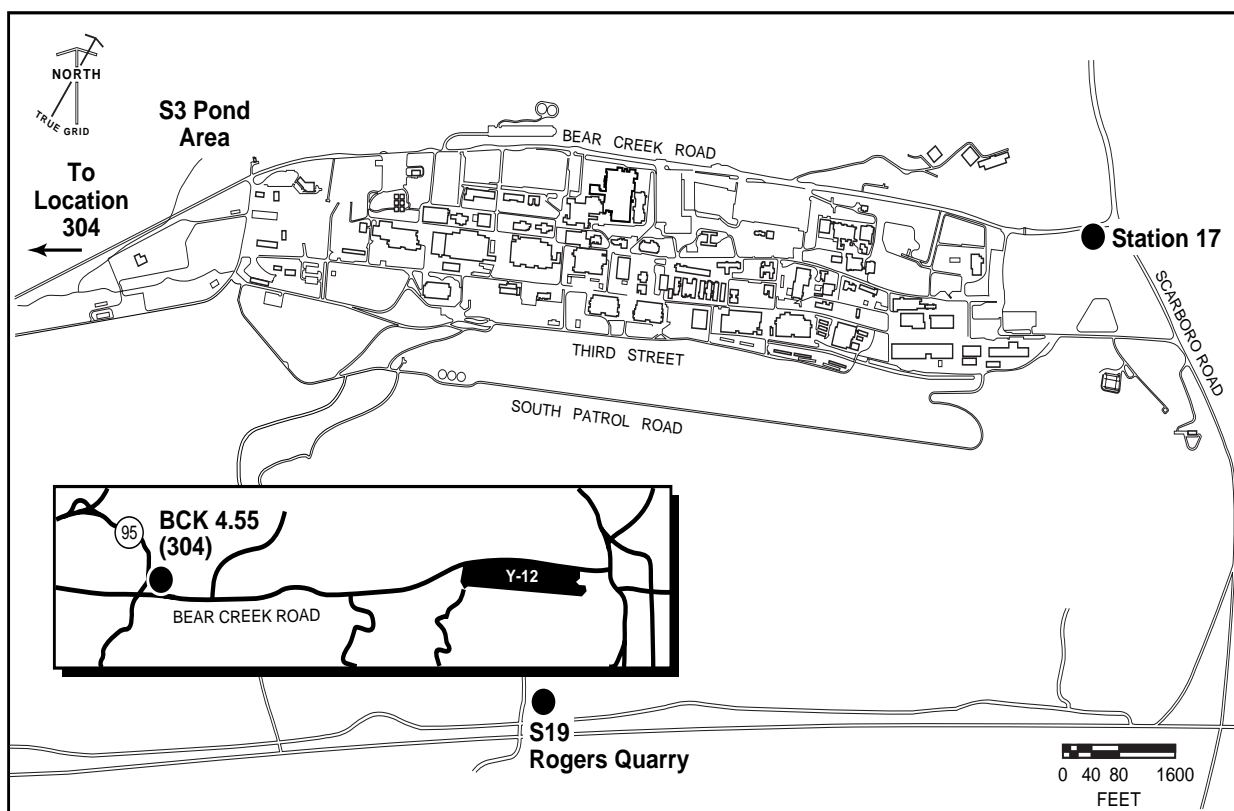 NORTH
TRUE GRID
S3 Pond
Area
To
Location
304
BEAR CREEK ROAD
Station 17
SCARBORO ROAD
THIRD STREET
SOUTH PATROL ROAD
95
BCK 4.55
(304)
Y-12
BEAR CREEK ROAD
S19
Rogers Quarry
0 40 80 1600
FEET